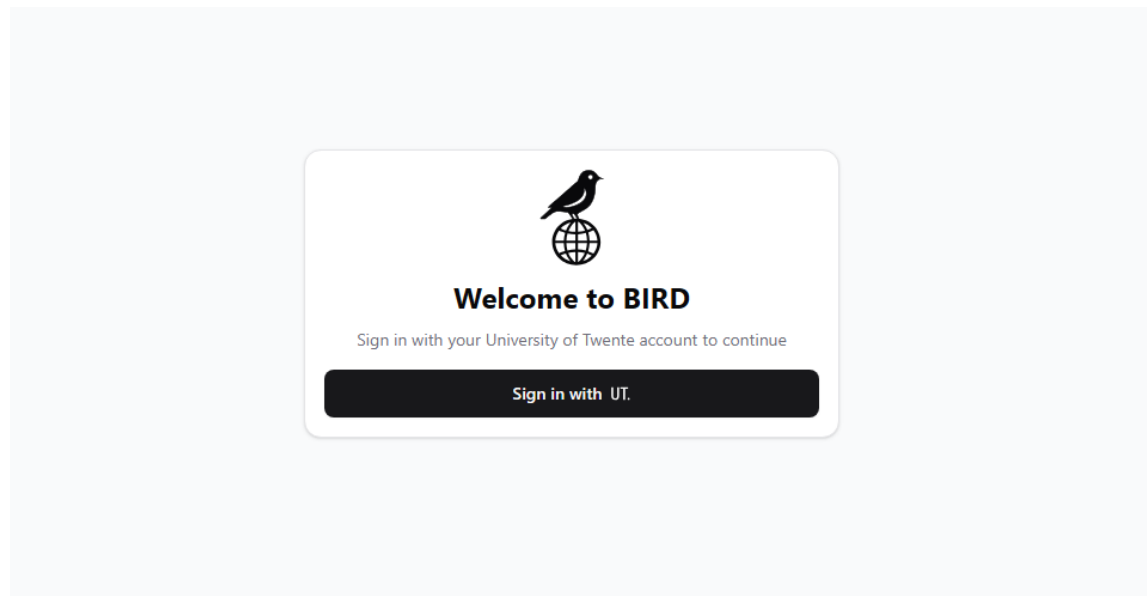 Welcome to BIRD
Sign in with your University of Twente account to continue
Sign in with UT.